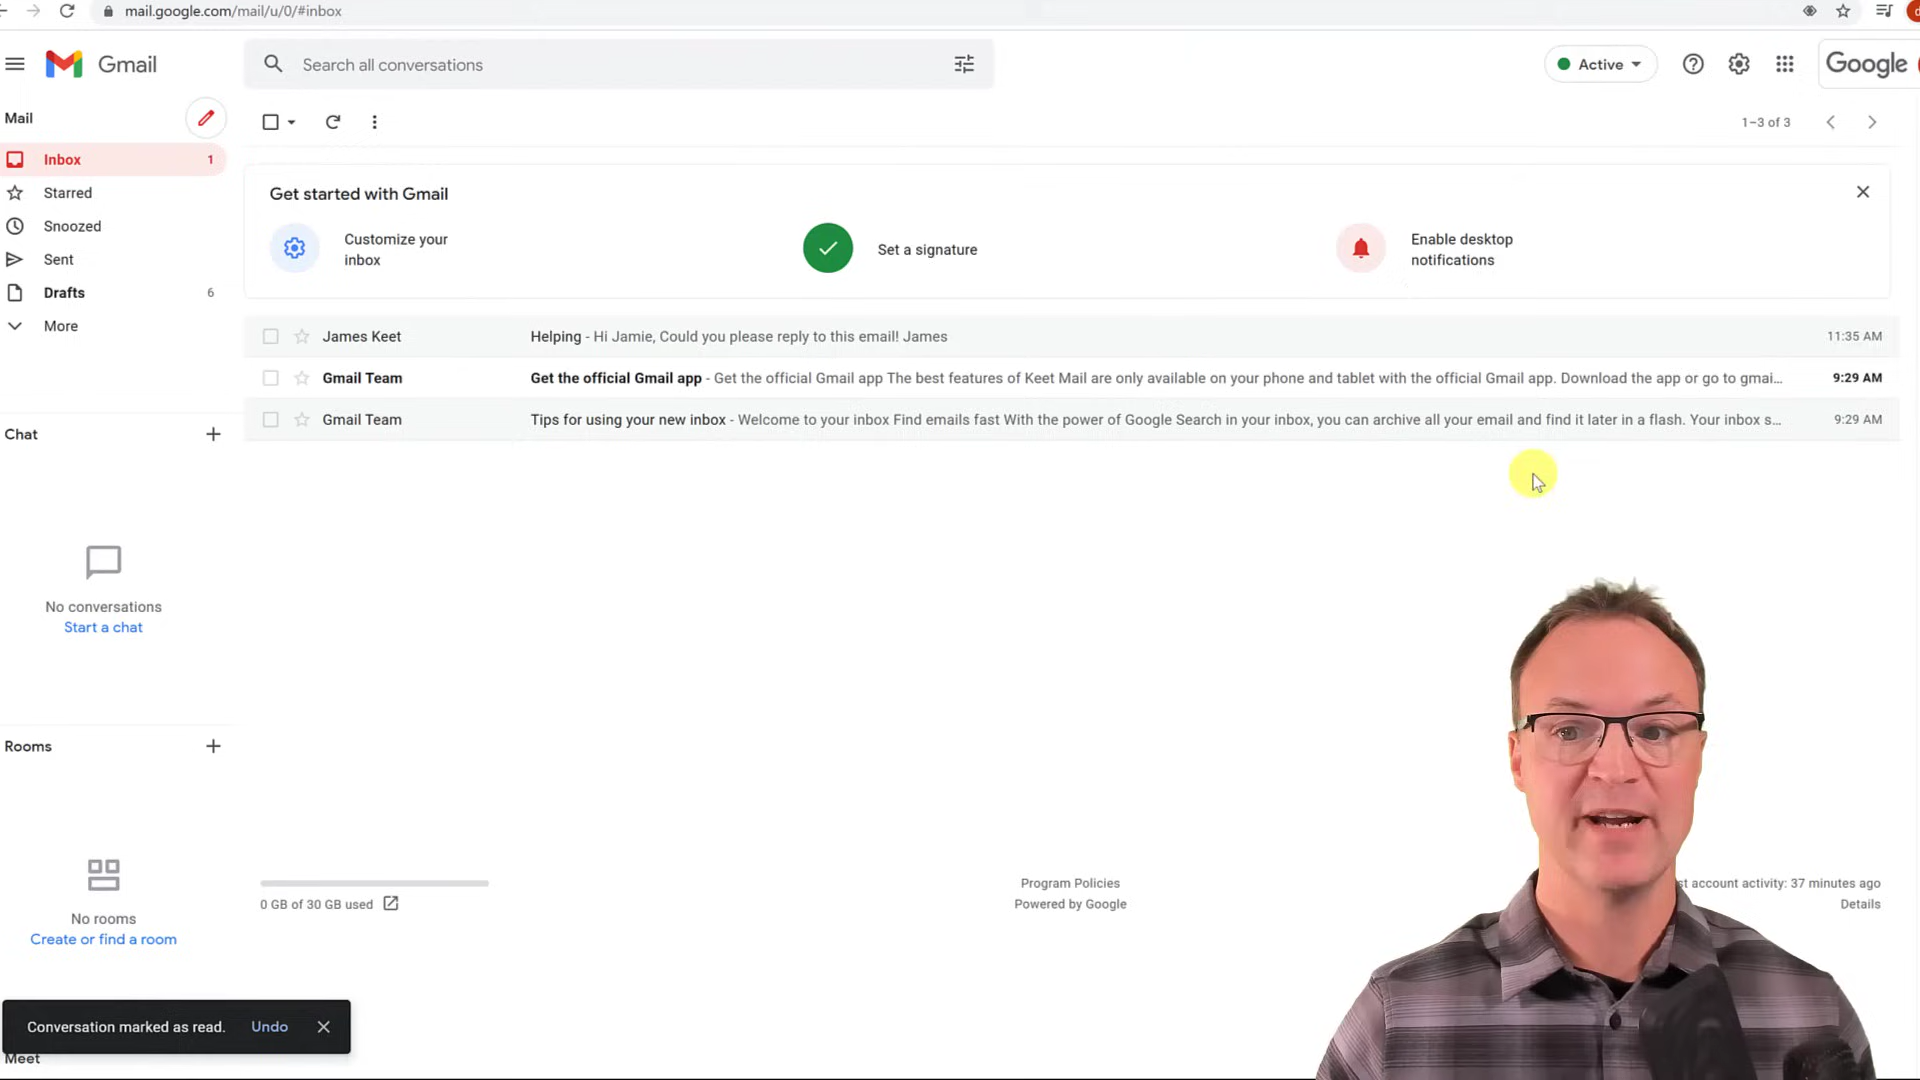 mail.google.com/mail/u/0/#inbox
Gmail
Search all conversations
Active
Google
Mail
1–3 of 3
Inbox 1
Starred
Snoozed
Sent
Drafts 6
More
Get started with Gmail
Customize your
inbox
Set a signature
Enable desktop
notifications
James Keet Helping - Hi Jamie, Could you please reply to this email! James 11:35 AM
Gmail Team Get the official Gmail app - Get the official Gmail app The best features of Keet Mail are only available on your phone and tablet with the official Gmail app. Download the app or go to gmai... 9:29 AM
Gmail Team Tips for using your new inbox - Welcome to your inbox Find emails fast With the power of Google Search in your inbox, you can archive all your email and find it later in a flash. Your inbox s... 9:29 AM
Chat
No conversations
Start a chat
Rooms
No rooms
Create or find a room
0 GB of 30 GB used
Program Policies
Powered by Google
st account activity: 37 minutes ago
Details
Conversation marked as read. Undo
Meet